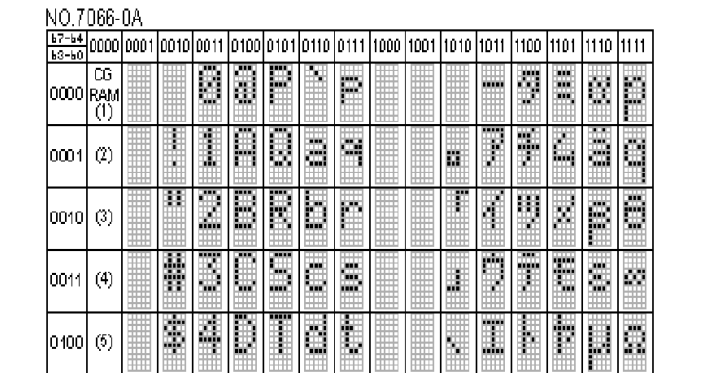 NO.7066-0A
b7-b4 0000 0001 0010 0011 0100 0101 0110 0111 1000 1001 1010 1011 1100 1101 1110 1111
b3-b0
0000 CG RAM (1) 0 @ P ` p ー タ ミ α p
0001 (2) ! 1 A Q a q 。 ア チ ム ä q
0010 (3) " 2 B R b r 「 イ ツ メ β θ
0011 (4) # 3 C S c s 」 ウ テ モ ε ∞
0100 (5) $ 4 D T d t 、 エ ト ヤ μ Ω